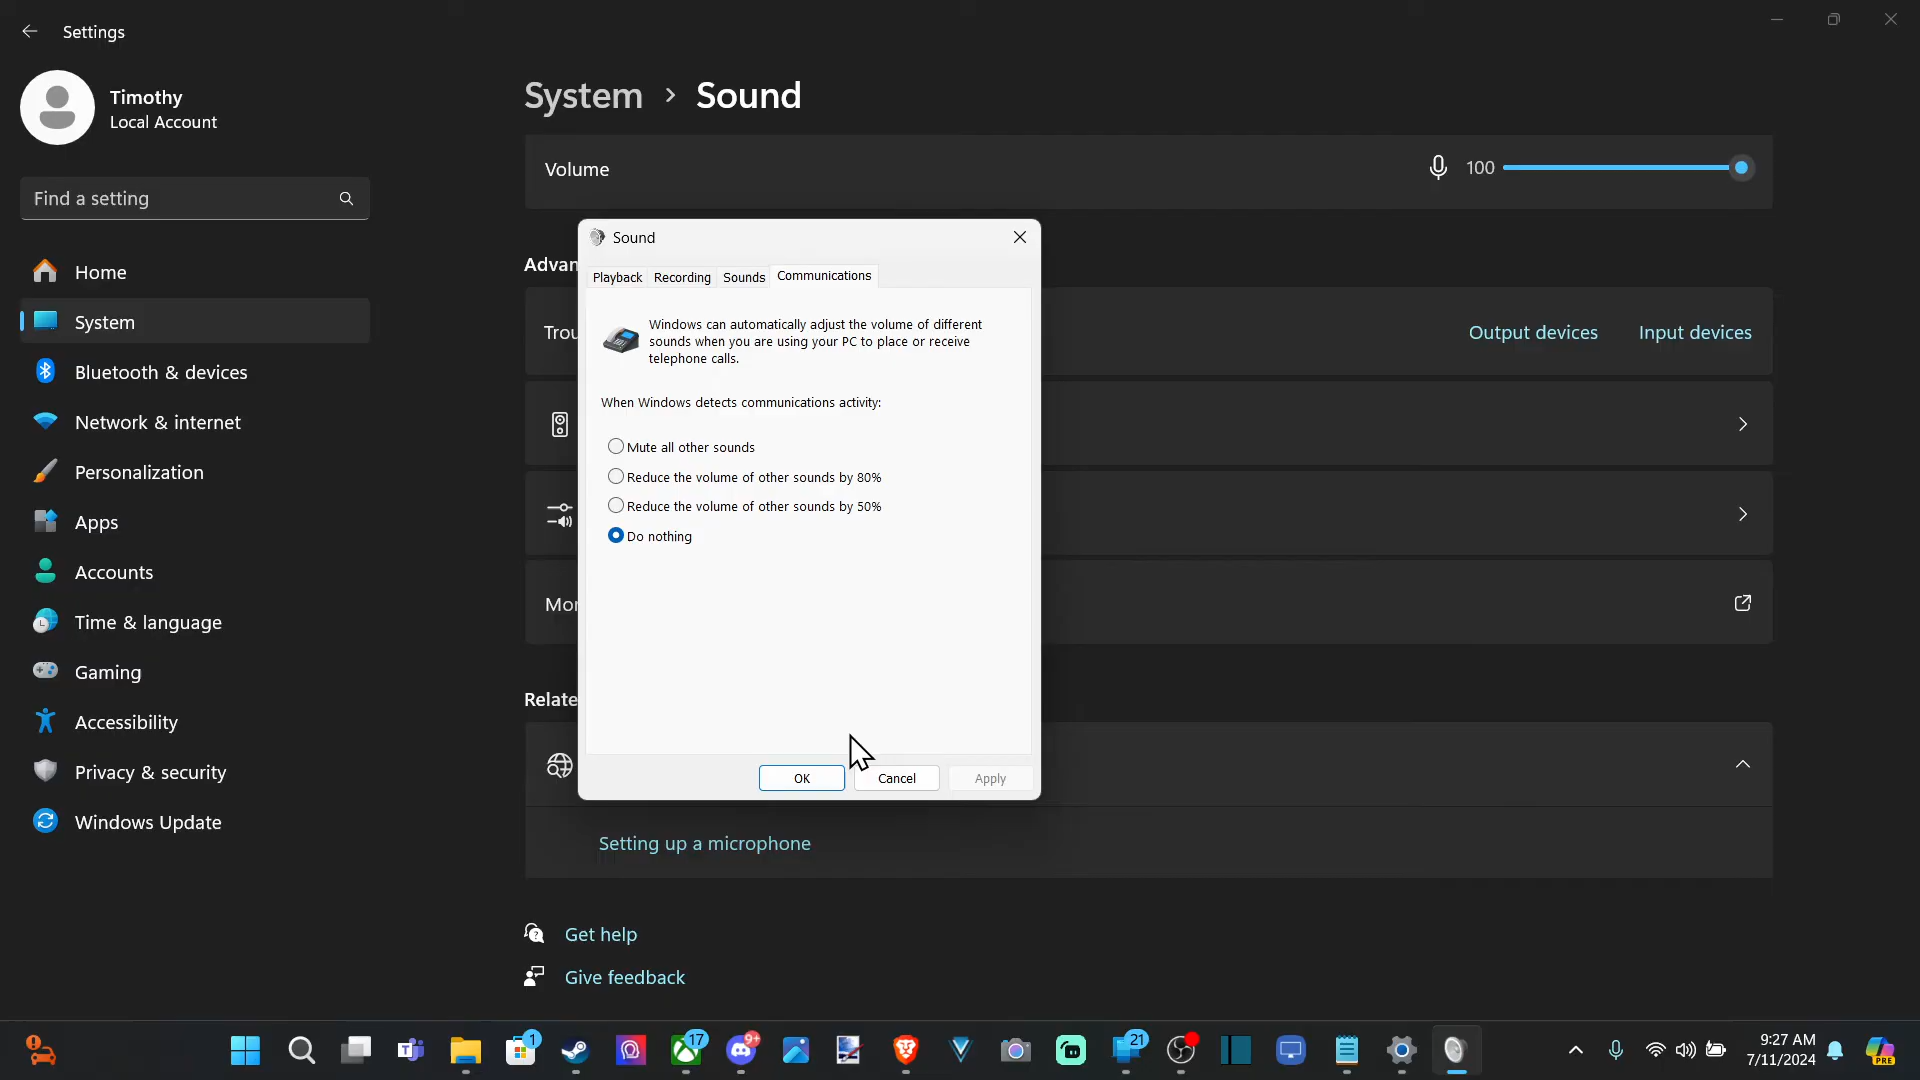 Settings
Timothy
Local Account
Find a setting
Home
System
Bluetooth & devices
Network & internet
Personalization
Apps
Accounts
Time & language
Gaming
Accessibility
Privacy & security
Windows Update
System > Sound
Volume
100
Advan
Trou
Output devices
Input devices
Mor
Relate
Setting up a microphone
Get help
Give feedback
Sound
Playback
Recording
Sounds
Communications
Windows can automatically adjust the volume of different
sounds when you are using your PC to place or receive
telephone calls.
When Windows detects communications activity:
Mute all other sounds
Reduce the volume of other sounds by 80%
Reduce the volume of other sounds by 50%
Do nothing
OK
Cancel
Apply
1
17
9+
21
9:27 AM
7/11/2024
PRE